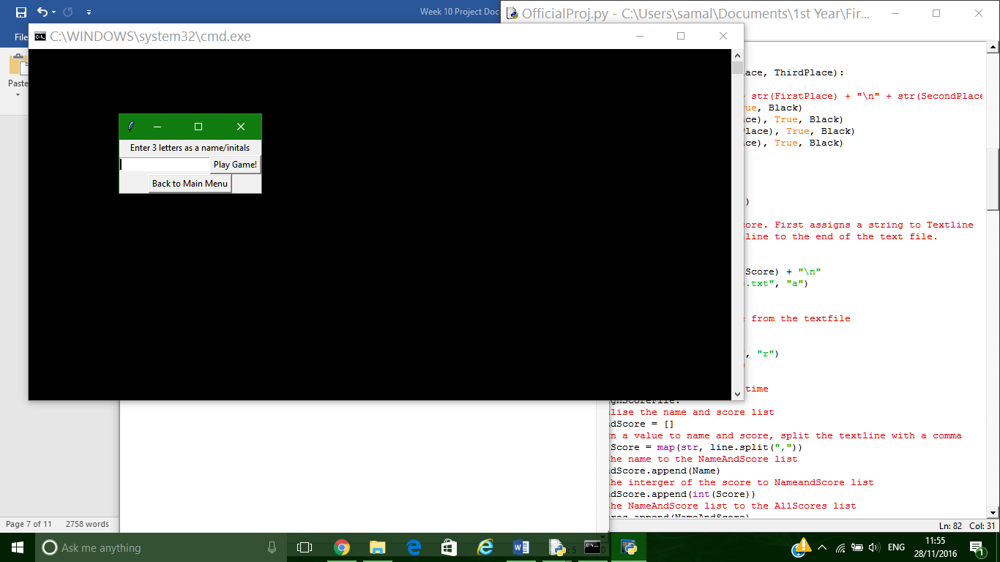 Week 10 Project Doc
File
Paste
C:\WINDOWS\system32\cmd.exe
Enter 3 letters as a name/initals
Play Game!
Back to Main Menu
OfficialProj.py - C:\Users\samal\Documents\1st Year\Fir...
ace, ThirdPlace):
str(FirstPlace) + "\n" + str(SecondPlace
ue, Black)
ce), True, Black)
lace), True, Black)
ce), True, Black)
)
ore. First assigns a string to Textline
line to the end of the text file.
Score) + "\n"
.txt", "a")
from the textfile
, "r")
time
ghScoreFile:
lise the name and score list
dScore = []
n a value to name and score, split the textline with a comma
Score = map(str, line.split(","))
he name to the NameAndScore list
dScore.append(Name)
he interger of the score to NameandScore list
dScore.append(int(Score))
he NameAndScore list to the AllScores list
res.append(NameAndScore)
Ln: 82 Col: 31
Page 7 of 11 2758 words
Ask me anything
ENG
11:55
28/11/2016
1